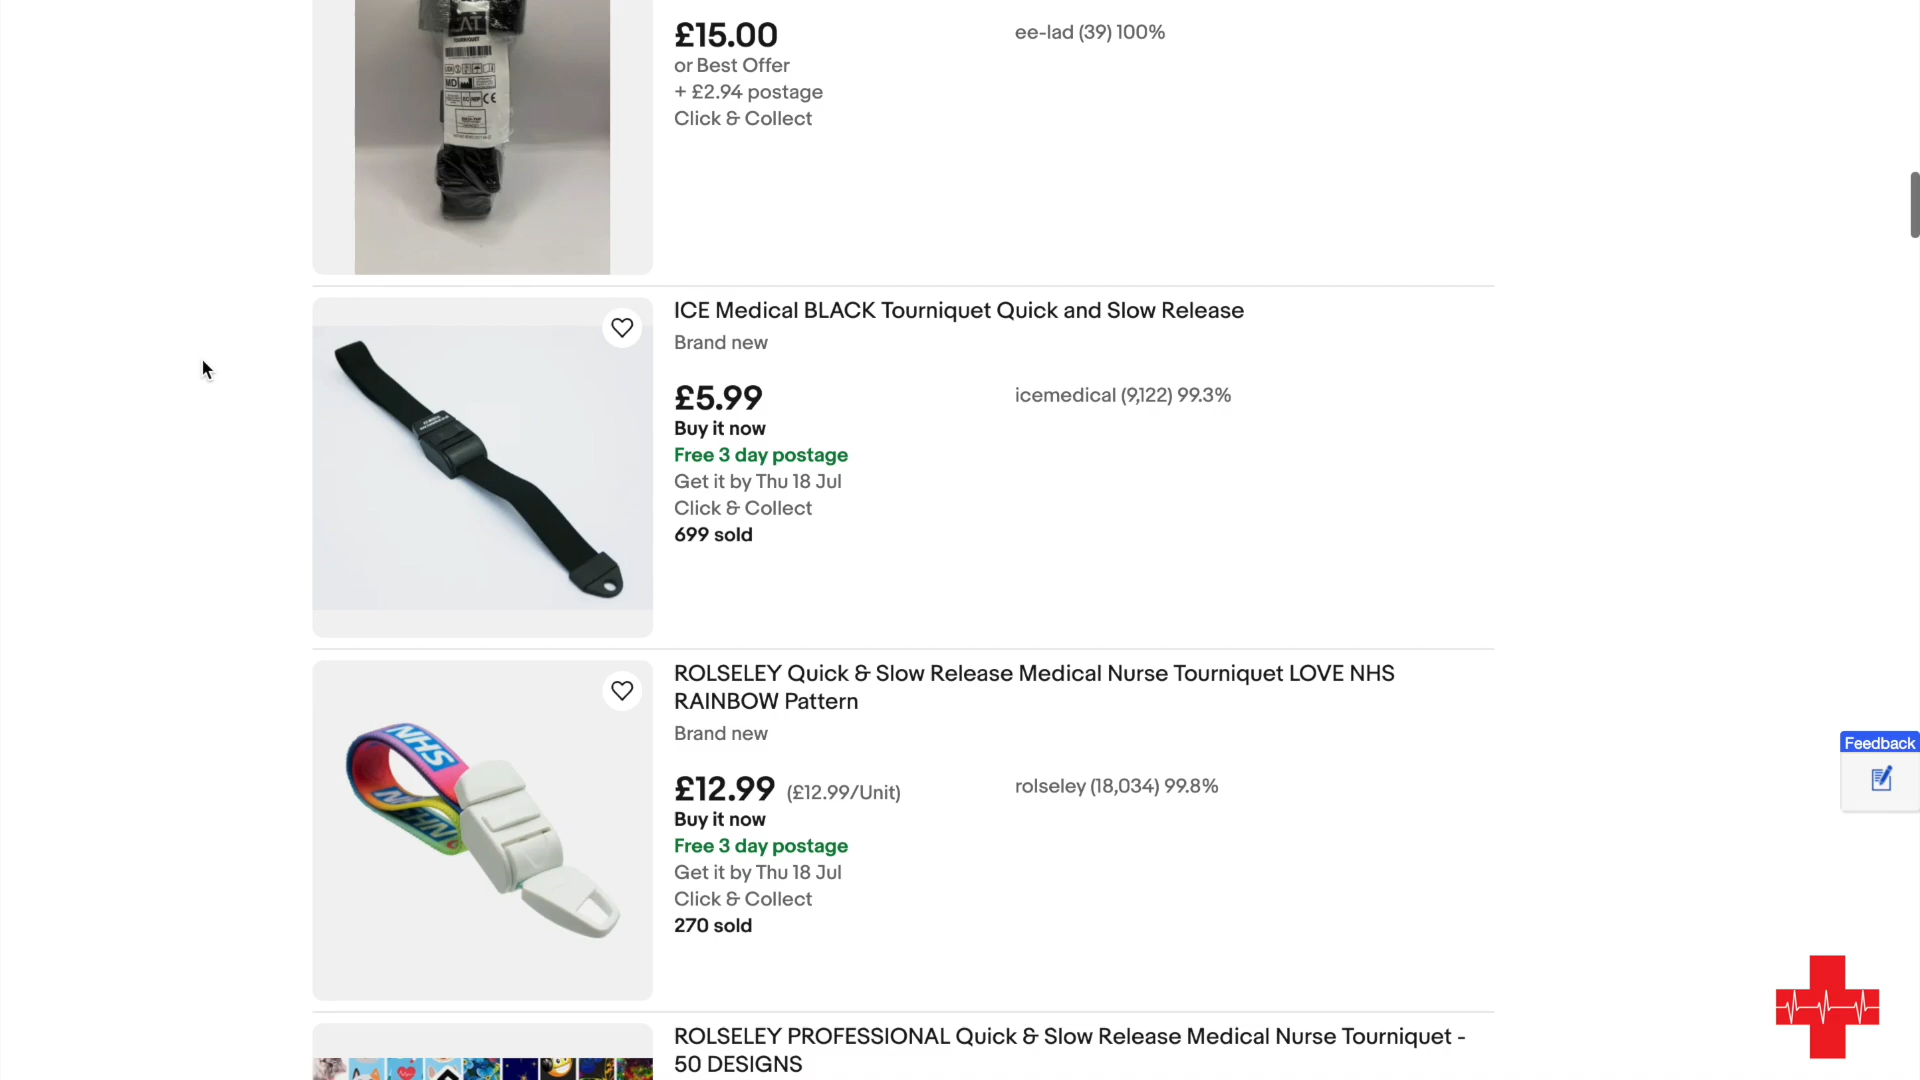 AT
TOURNIQUET
MD
CE
£15.00
or Best Offer
+ £2.94 postage
Click & Collect
ee-lad (39) 100%
ICE Medical BLACK Tourniquet Quick and Slow Release
Brand new
£5.99
Buy it now
Free 3 day postage
Get it by Thu 18 Jul
Click & Collect
699 sold
icemedical (9,122) 99.3%
ROLSELEY Quick & Slow Release Medical Nurse Tourniquet LOVE NHS
RAINBOW Pattern
Brand new
NHS
£12.99 (£12.99/Unit)
Buy it now
Free 3 day postage
Get it by Thu 18 Jul
Click & Collect
270 sold
rolseley (18,034) 99.8%
Feedback
ROLSELEY PROFESSIONAL Quick & Slow Release Medical Nurse Tourniquet -
50 DESIGNS